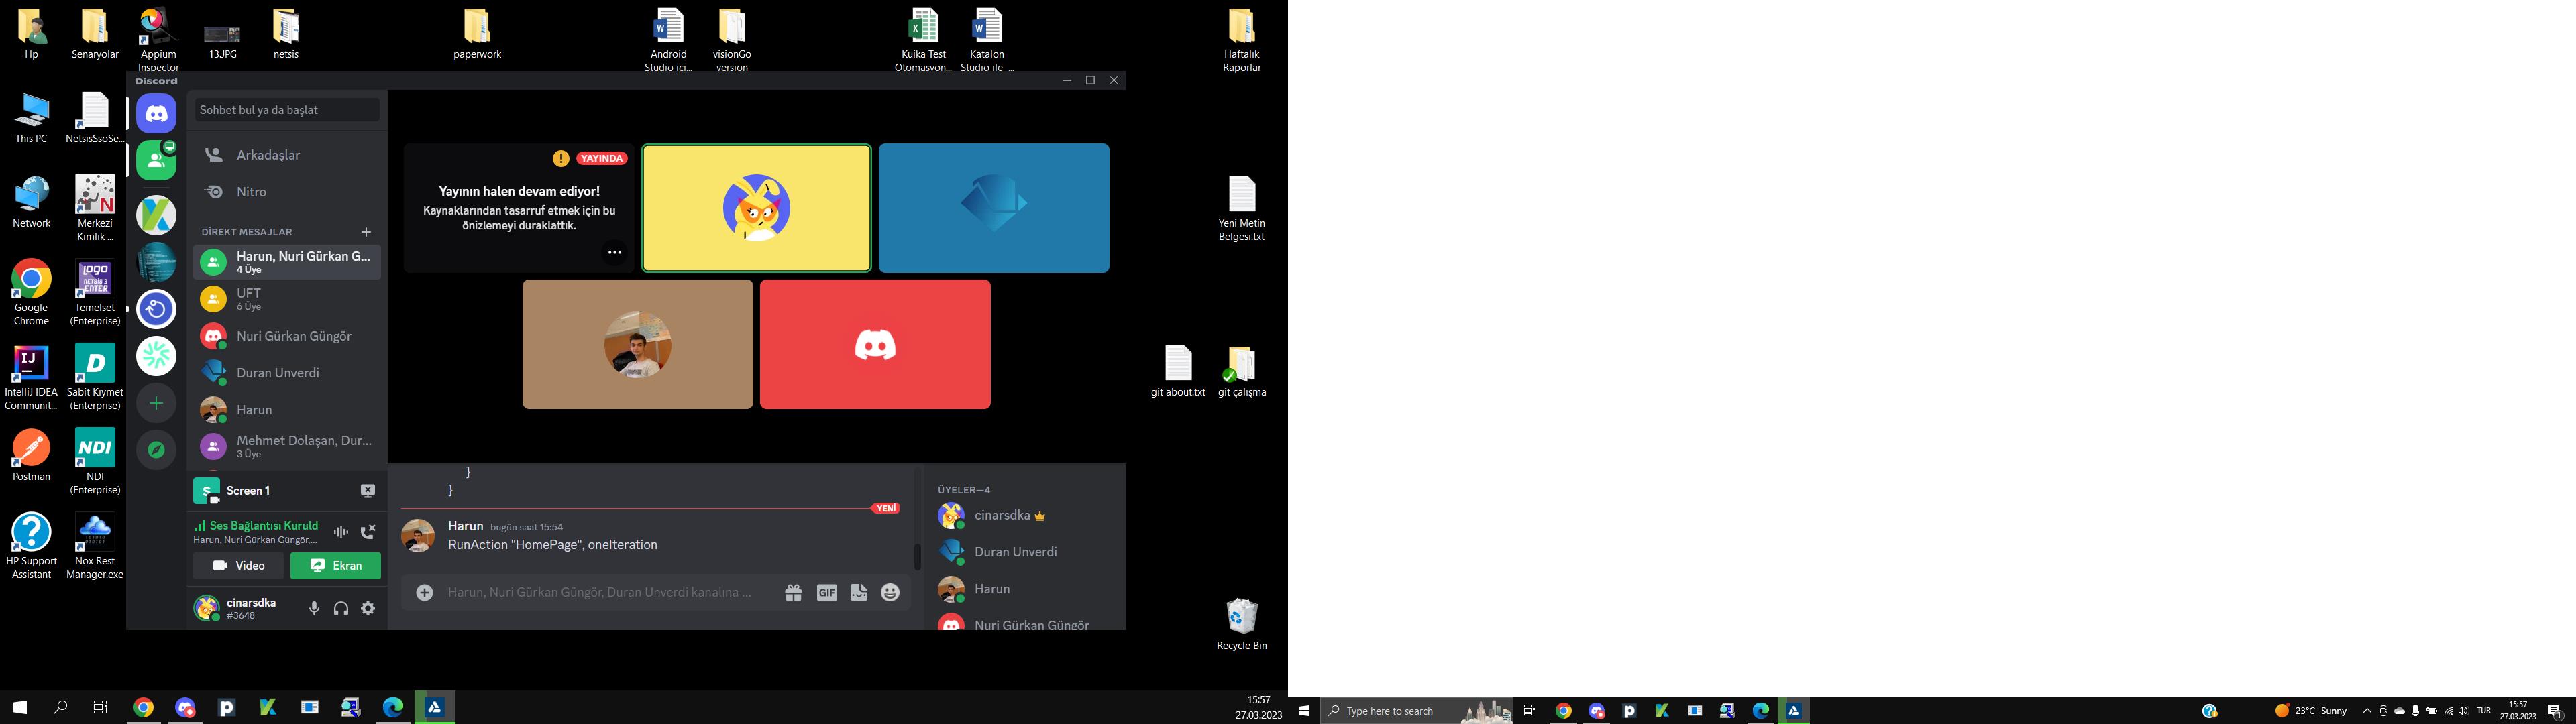 Hp
Senaryolar
Appium
Inspector
13.JPG
netsis
paperwork
Android
Studio ici...
visionGo
version
Kuika Test
Otomasyon...
Katalon
Studio ile ...
Haftalık
Raporlar
This PC
NetsisSsoSe...
Network
Merkezi
Kimlik ...
Google
Chrome
Temelset
(Enterprise)
IntelliJ IDEA
Communit...
Sabit Kıymet
(Enterprise)
Postman
NDI
NDI
(Enterprise)
HP Support
Assistant
Nox Rest
Manager.exe
Yeni Metin
Belgesi.txt
git about.txt
git çalışma
Recycle Bin
Discord
Sohbet bul ya da başlat
Arkadaşlar
Nitro
DİREKT MESAJLAR
Harun, Nuri Gürkan G...
4 Üye
UFT
6 Üye
Nuri Gürkan Güngör
Duran Unverdi
Harun
Mehmet Dolaşan, Dur...
3 Üye
Screen 1
Ses Bağlantısı Kuruld
Harun, Nuri Gürkan Güngör,...
Video
Ekran
cinarsdka
#3648
YAYINDA
Yayının halen devam ediyor!
Kaynaklarından tasarruf etmek için bu
önizlemeyi duraklattık.
}
}
YENİ
Harun bugün saat 15:54
RunAction "HomePage", oneIteration
Harun, Nuri Gürkan Güngör, Duran Unverdi kanalına ...
GIF
ÜYELER—4
cinarsdka
Duran Unverdi
Harun
Nuri Gürkan Güngör
15:57
27.03.2023
Type here to search
23°C Sunny
TUR
15:57
27.03.2023